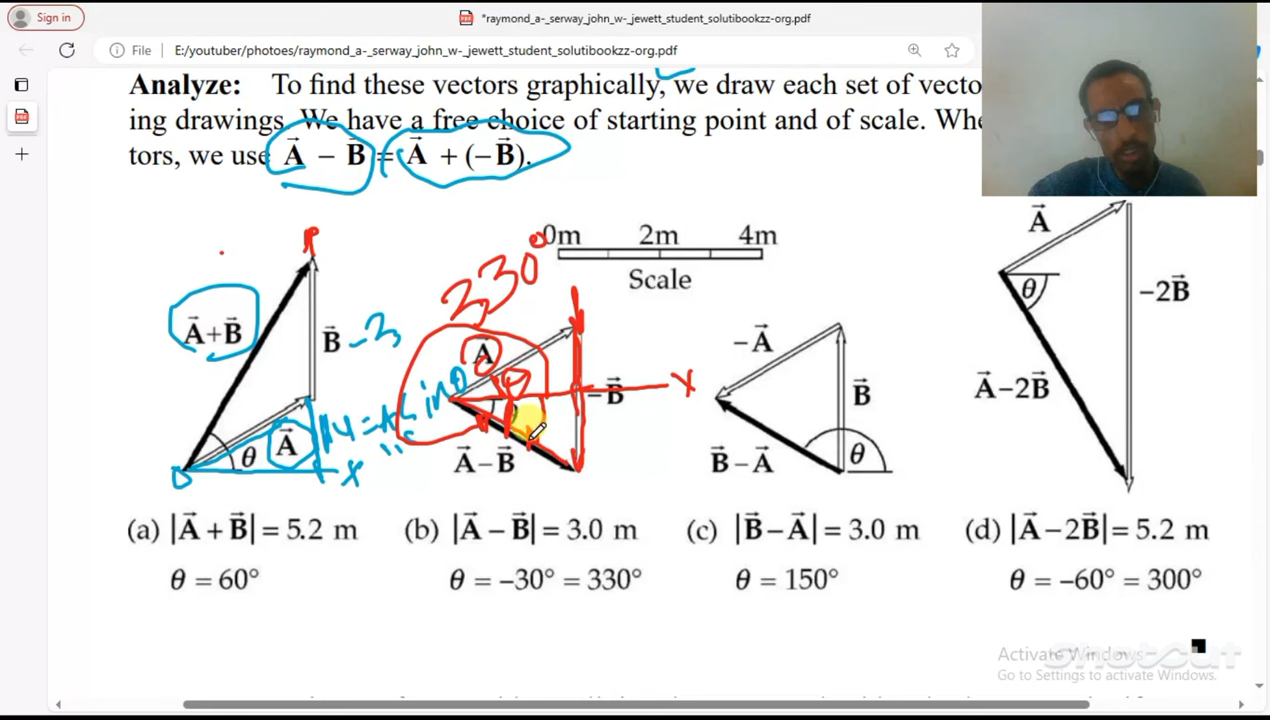 Sign in
*raymond_a-_serway_john_w-_jewett_student_solutibookzz-org.pdf
File E:/youtuber/photoes/raymond_a-_serway_john_w-_jewett_student_solutibookzz-org.pdf
Analyze: To find these vectors graphically, we draw each set of vecto
ing drawings. We have a free choice of starting point and of scale. Whe
tors, we use A⃗ − B⃗ = A⃗ + (−B⃗).
P
330°
0m 2m 4m
Scale
A⃗+B⃗
B⃗ -3
A⃗
θ
0
x
A⃗
θ
x
−B⃗
A⃗−B⃗
−A⃗
B⃗
B⃗−A⃗
θ
A⃗
θ
−2B⃗
A⃗−2B⃗
(a) |A⃗ + B⃗| = 5.2 m (b) |A⃗ − B⃗| = 3.0 m (c) |B⃗−A⃗| = 3.0 m (d) |A⃗−2B⃗| = 5.2 m
θ = 60° θ = −30° = 330° θ = 150° θ = −60° = 300°
Activate Windows
Go to Settings to activate Windows.
shotcut